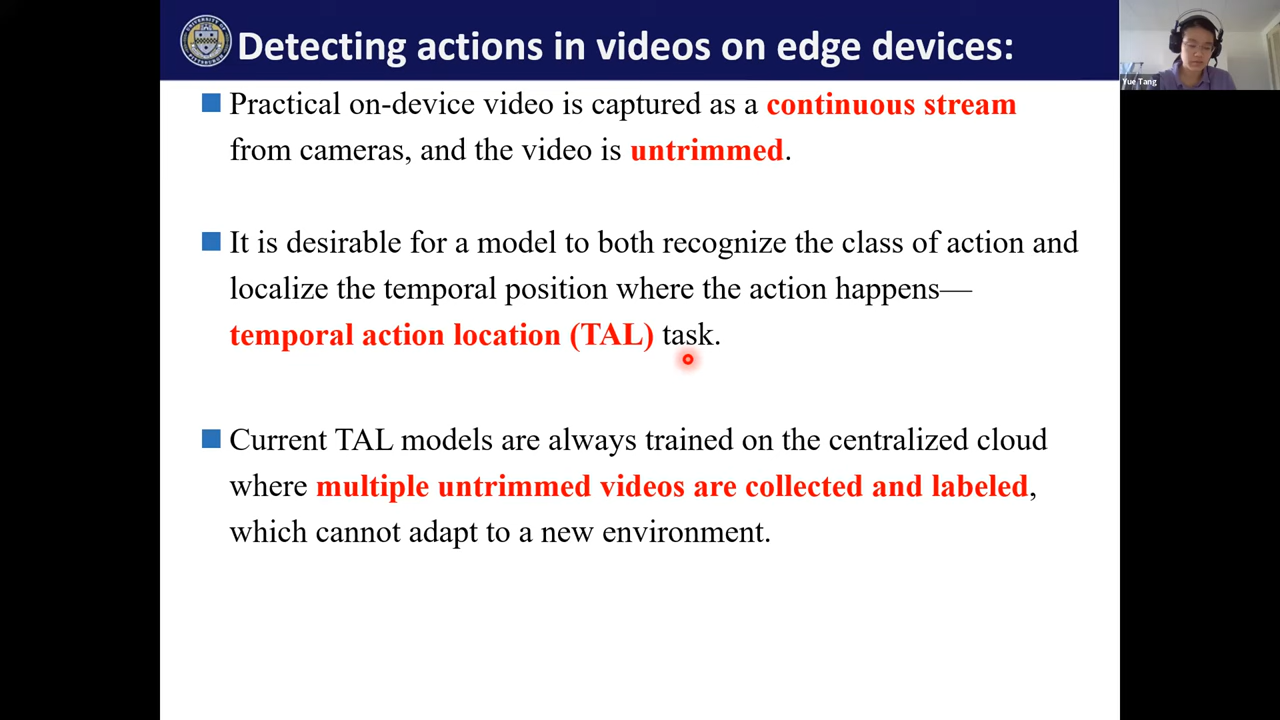 Detecting actions in videos on edge devices:
Yue Tang
Practical on-device video is captured as a continuous stream
from cameras, and the video is untrimmed.
It is desirable for a model to both recognize the class of action and
localize the temporal position where the action happens—
temporal action location (TAL) task.
Current TAL models are always trained on the centralized cloud
where multiple untrimmed videos are collected and labeled,
which cannot adapt to a new environment.